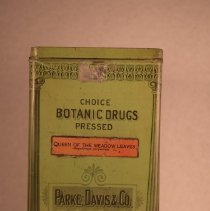 CHOICE
BOTANIC DRUGS
PRESSED
QUEEN OF THE MEADOW LEAVES
PARKE, DAVIS & CO.